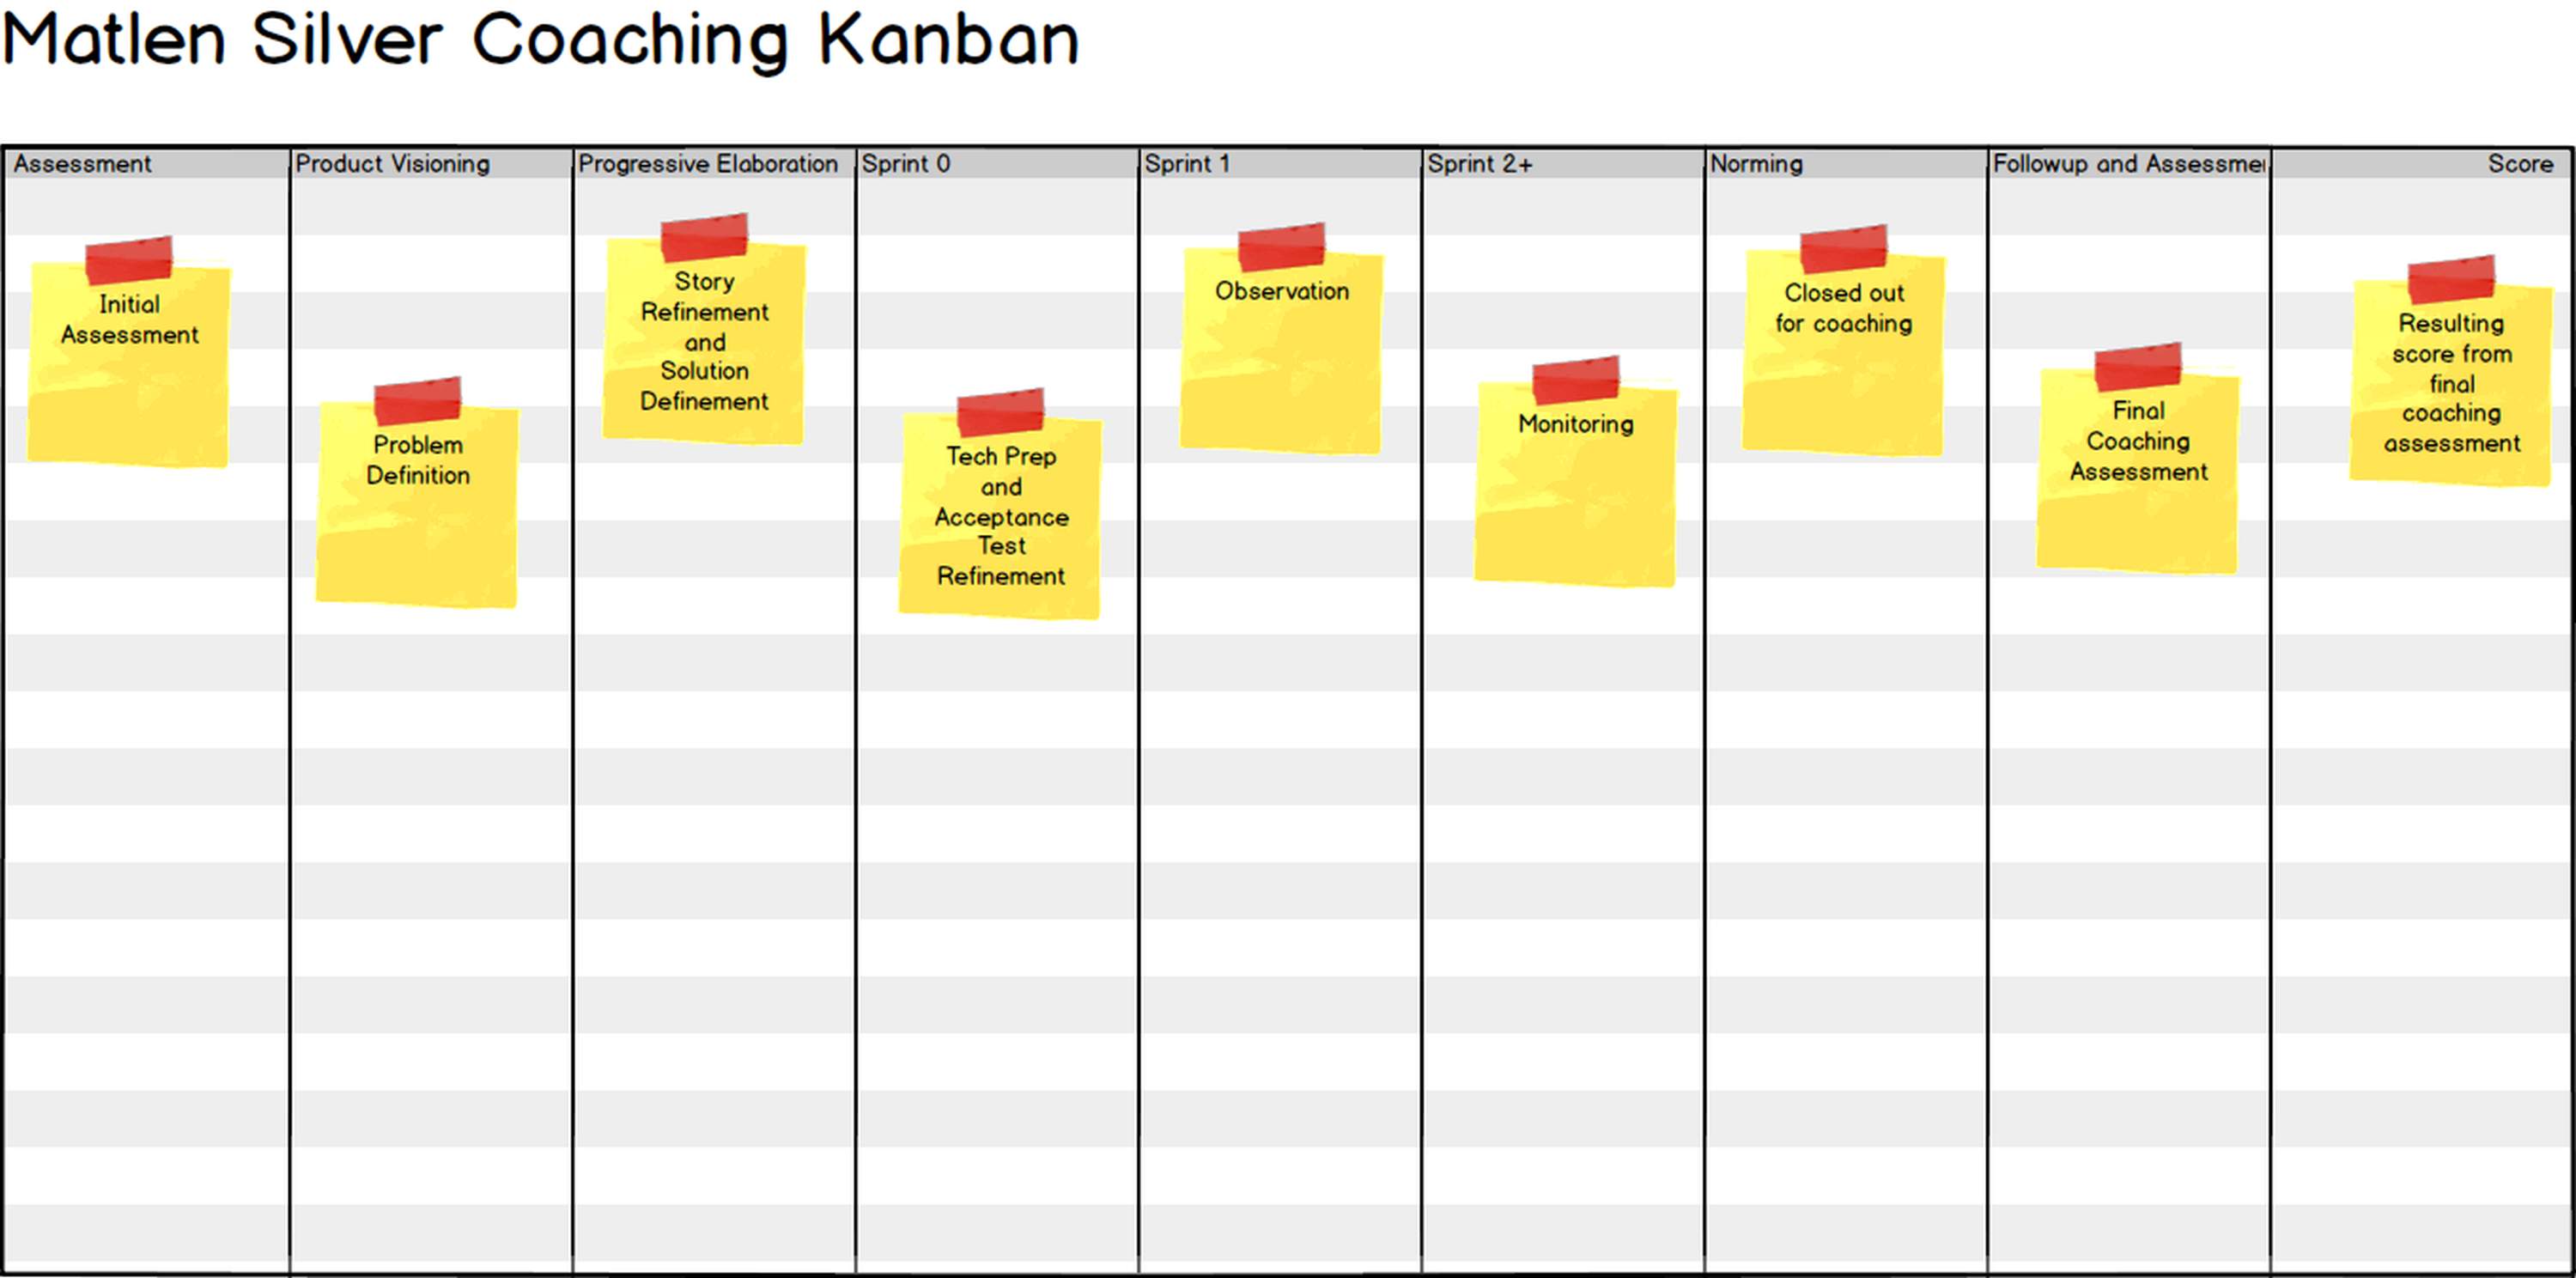 Matlen Silver Coaching Kanban
Assessment
Product Visioning
Progressive Elaboration
Sprint 0
Sprint 1
Sprint 2+
Norming
Followup and Assessmer
Score
Initial
Assessment
Problem
Definition
Story
Refinement
and
Solution
Definement
Tech Prep
and
Acceptance
Test
Refinement
Observation
Monitoring
Closed out
for coaching
Final
Coaching
Assessment
Resulting
score from
final
coaching
assessment